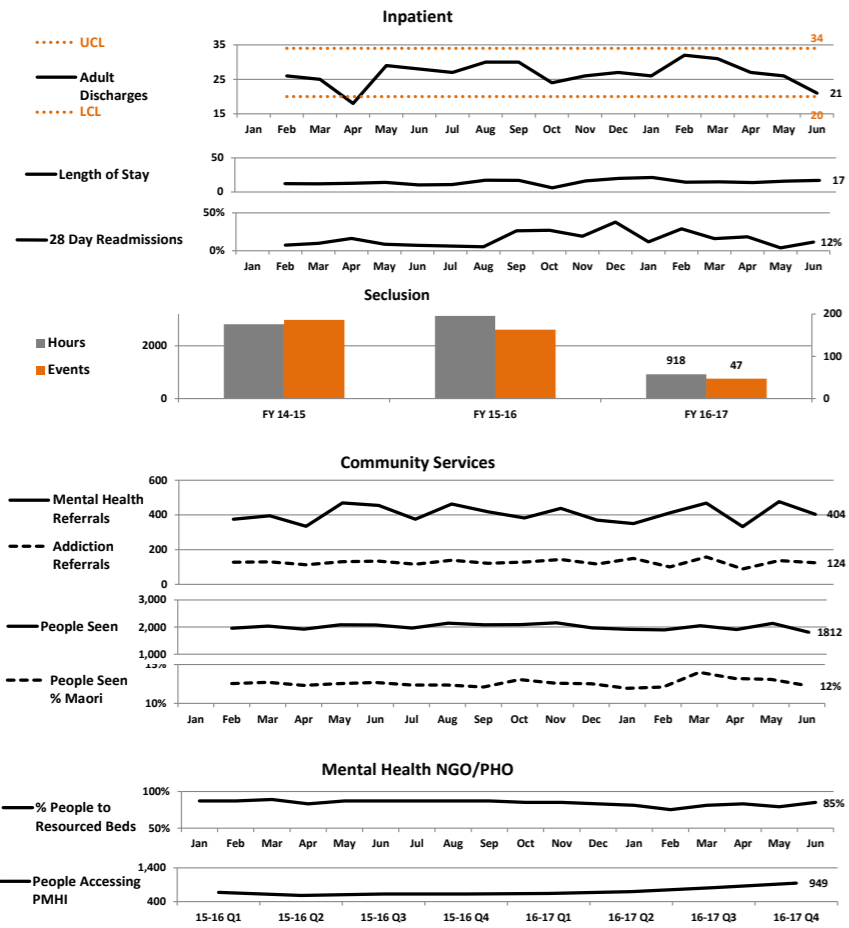 Inpatient
UCL
Adult
Discharges
LCL
35
25
15
34
21
20
Jan Feb Mar Apr May Jun Jul Aug Sep Oct Nov Dec Jan Feb Mar Apr May Jun
Length of Stay
50
0
17
28 Day Readmissions
50%
0%
12%
Jan Feb Mar Apr May Jun Jul Aug Sep Oct Nov Dec Jan Feb Mar Apr May Jun
Seclusion
Hours
Events
2000
0
918
47
200
100
0
FY 14-15 FY 15-16 FY 16-17
Community Services
Mental Health
Referrals
Addiction
Referrals
600
400
200
0
404
124
People Seen
3,000
2,000
1,000
1812
People Seen
% Maori
15%
10%
12%
Jan Feb Mar Apr May Jun Jul Aug Sep Oct Nov Dec Jan Feb Mar Apr May Jun
Mental Health NGO/PHO
% People to
Resourced Beds
100%
50%
85%
Jan Feb Mar Apr May Jun Jul Aug Sep Oct Nov Dec Jan Feb Mar Apr May Jun
People Accessing
PMHI
1,400
400
949
15-16 Q1 15-16 Q2 15-16 Q3 15-16 Q4 16-17 Q1 16-17 Q2 16-17 Q3 16-17 Q4